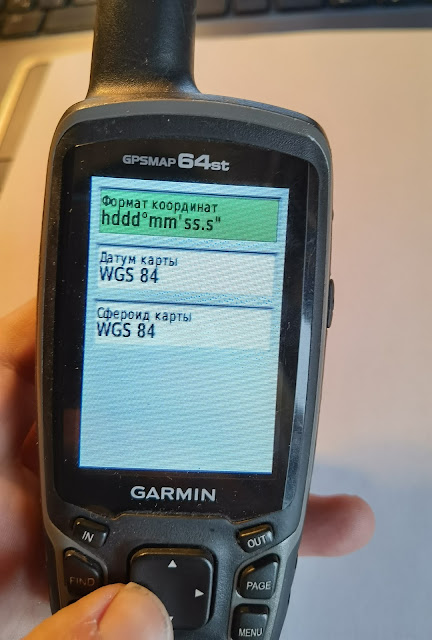 GPSMAP 64st
Формат координат
hddd°mm'ss.s"
Датум карты
WGS 84
Сфероид карты
WGS 84
GARMIN
IN
OUT
FIND
PAGE
MENU